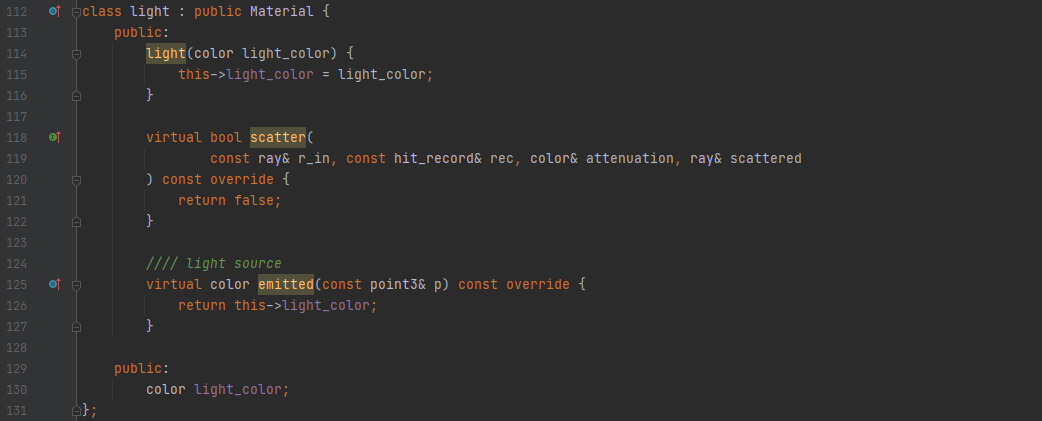 112 class light : public Material {
113     public:
114         light(color light_color) {
115             this->light_color = light_color;
116         }
117
118         virtual bool scatter(
119                 const ray& r_in, const hit_record& rec, color& attenuation, ray& scattered
120         ) const override {
121             return false;
122         }
123
124         //// light source
125         virtual color emitted(const point3& p) const override {
126             return this->light_color;
127         }
128
129     public:
130         color light_color;
131 };